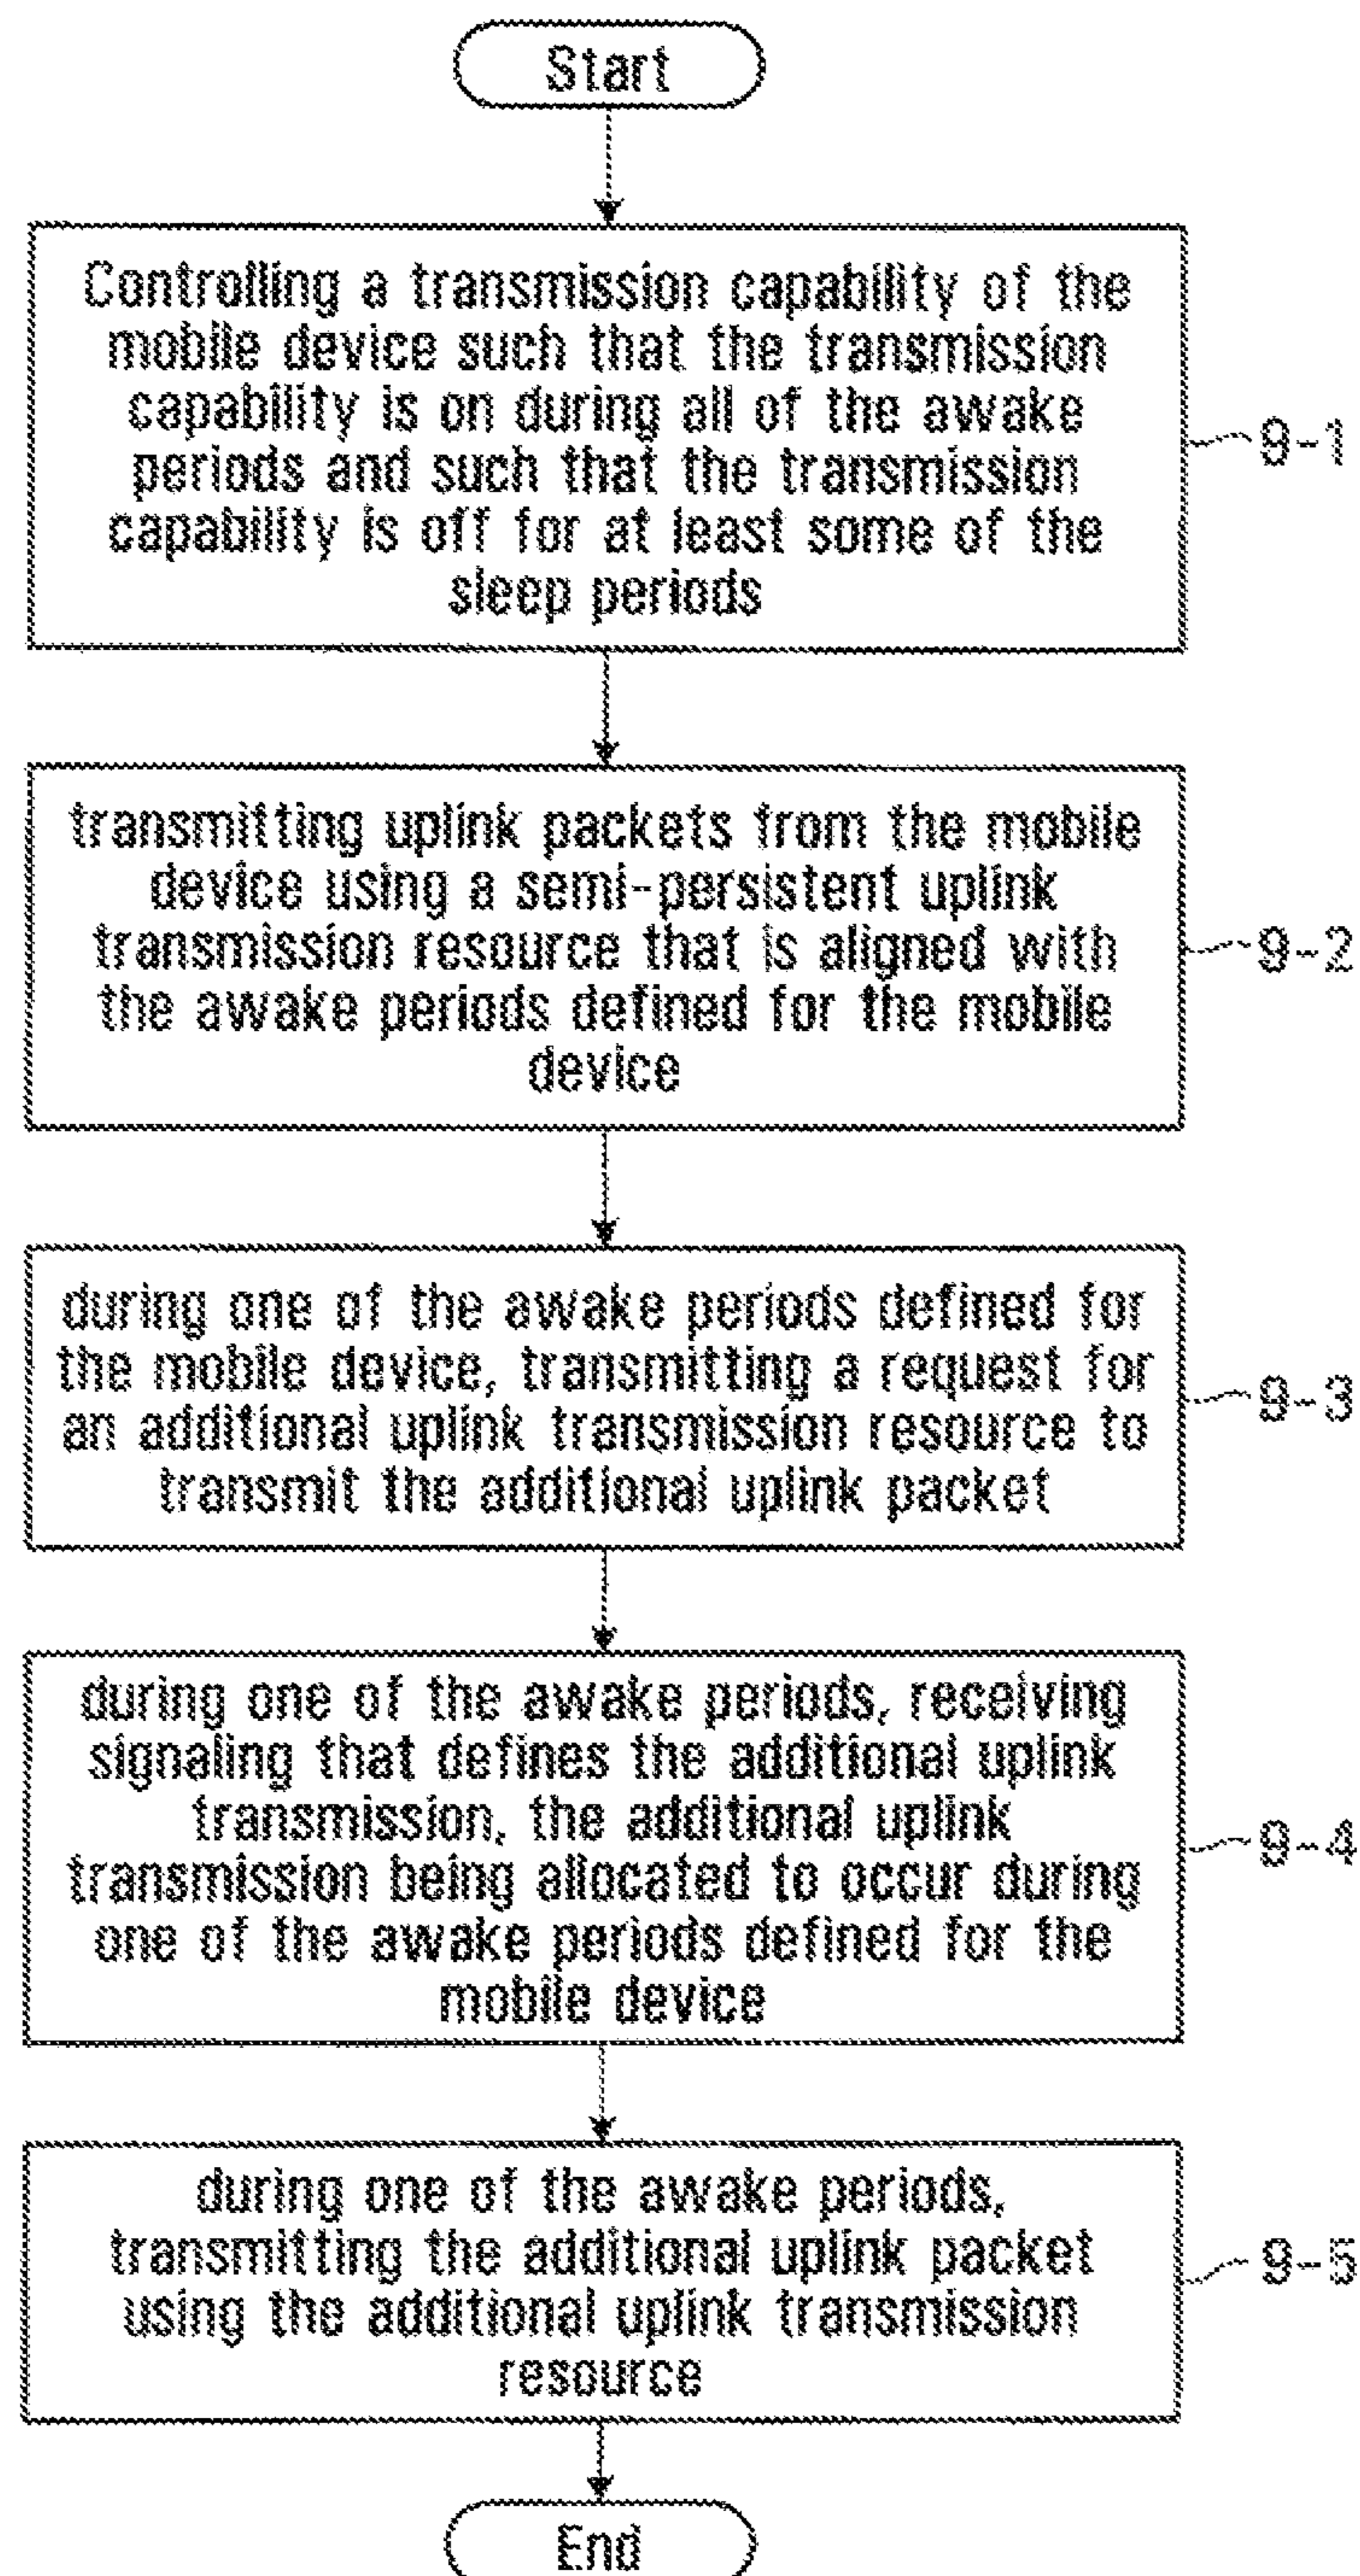 Start
Controlling a transmission capability of the
mobile device such that the transmission
capability is on during all of the awake
periods and such that the transmission
capability is off for at least some of the
sleep periods
9-1
transmitting uplink packets from the mobile
device using a semi-persistent uplink
transmission resource that is aligned with
the awake periods defined for the mobile
device
9-2
during one of the awake periods defined for
the mobile device, transmitting a request for
an additional uplink transmission resource to
transmit the additional uplink packet
9-3
during one of the awake periods, receiving
signaling that defines the additional uplink
transmission, the additional uplink
transmission being allocated to occur during
one of the awake periods defined for the
mobile device
9-4
during one of the awake periods,
transmitting the additional uplink packet
using the additional uplink transmission
resource
9-5
End